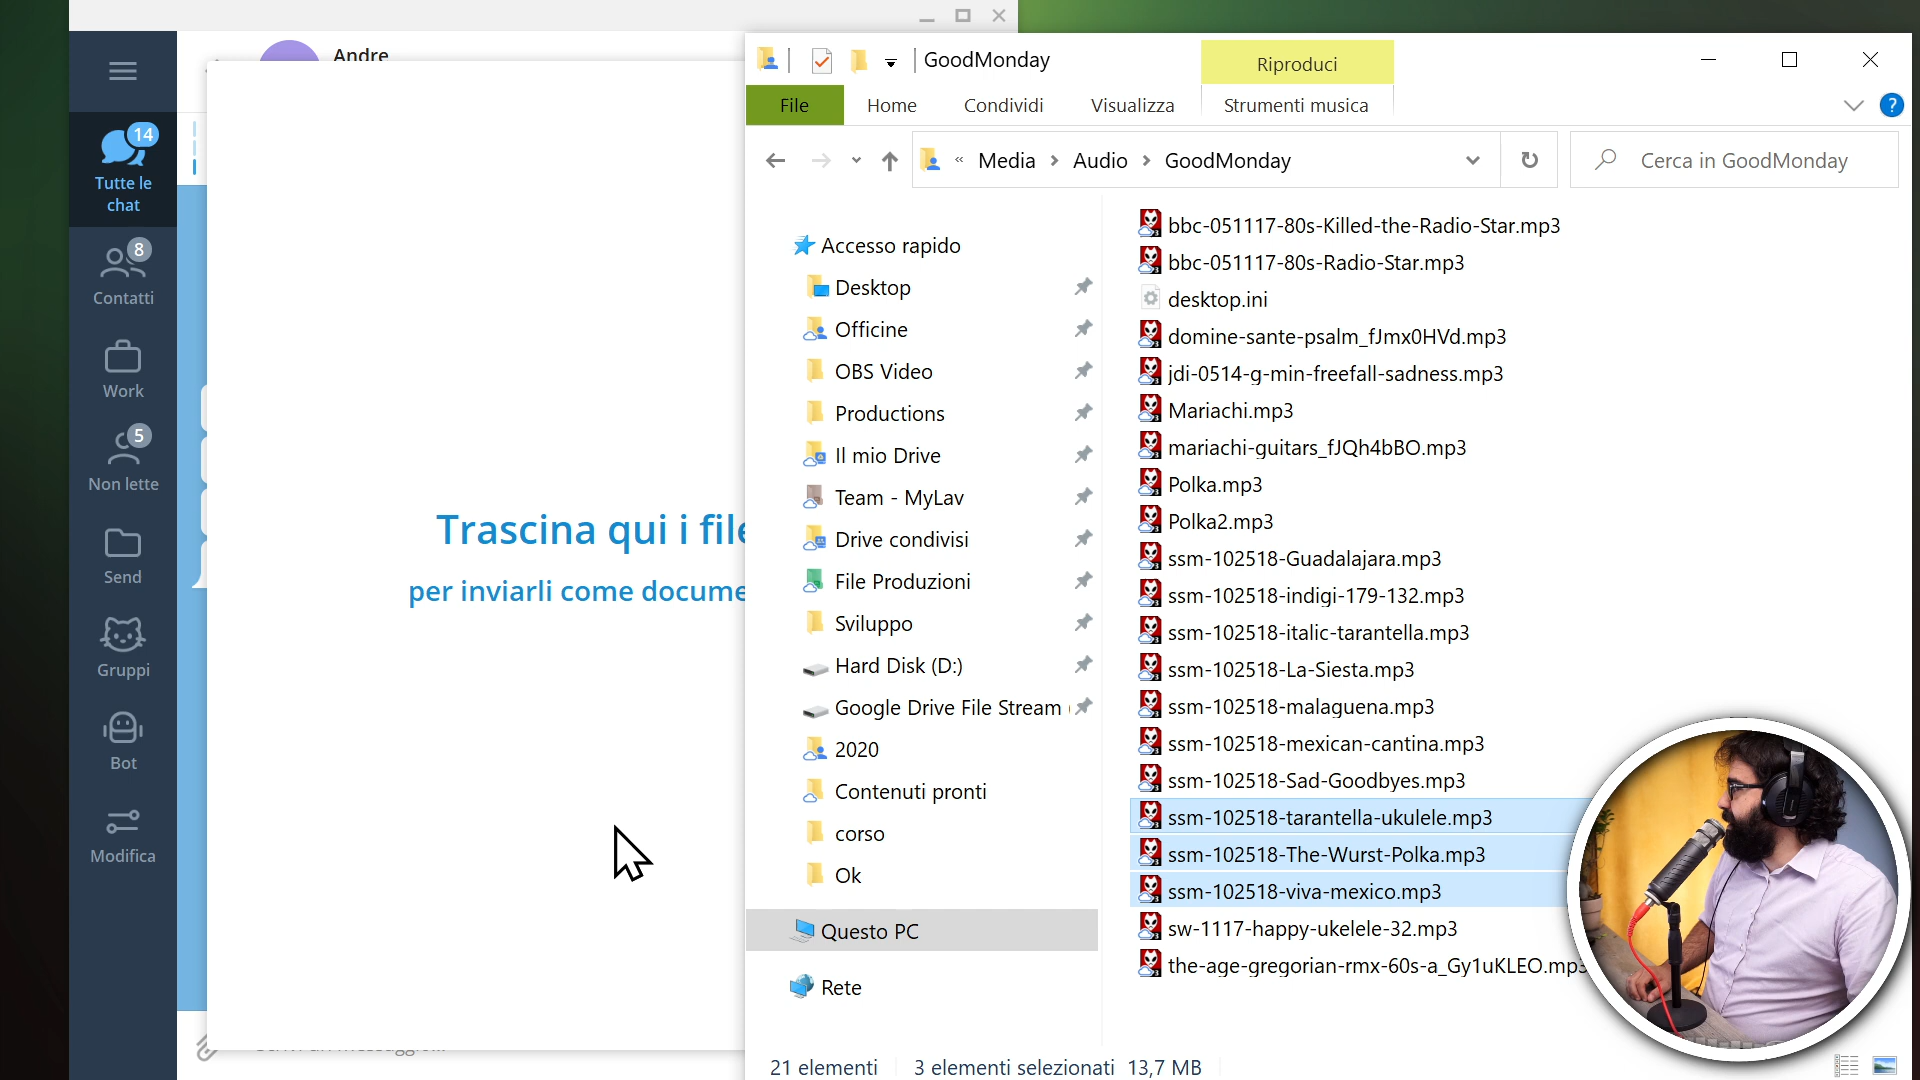 Andre
14
Tutte le
chat
8
Contatti
Work
5
Non lette
Send
Gruppi
Bot
Modifica
Trascina qui i file
per inviarli come docume
GoodMonday
Riproduci
File
Home
Condividi
Visualizza
Strumenti musica
?
« Media > Audio > GoodMonday
Cerca in GoodMonday
Accesso rapido
Desktop
Officine
OBS Video
Productions
Il mio Drive
Team - MyLav
Drive condivisi
File Produzioni
Sviluppo
Hard Disk (D:)
Google Drive File Stream (
2020
Contenuti pronti
corso
Ok
Questo PC
Rete
bbc-051117-80s-Killed-the-Radio-Star.mp3
bbc-051117-80s-Radio-Star.mp3
desktop.ini
domine-sante-psalm_fJmx0HVd.mp3
jdi-0514-g-min-freefall-sadness.mp3
Mariachi.mp3
mariachi-guitars_fJQh4bBO.mp3
Polka.mp3
Polka2.mp3
ssm-102518-Guadalajara.mp3
ssm-102518-indigi-179-132.mp3
ssm-102518-italic-tarantella.mp3
ssm-102518-La-Siesta.mp3
ssm-102518-malaguena.mp3
ssm-102518-mexican-cantina.mp3
ssm-102518-Sad-Goodbyes.mp3
ssm-102518-tarantella-ukulele.mp3
ssm-102518-The-Wurst-Polka.mp3
ssm-102518-viva-mexico.mp3
sw-1117-happy-ukelele-32.mp3
the-age-gregorian-rmx-60s-a_Gy1uKLEO.mp3
21 elementi
3 elementi selezionati 13,7 MB